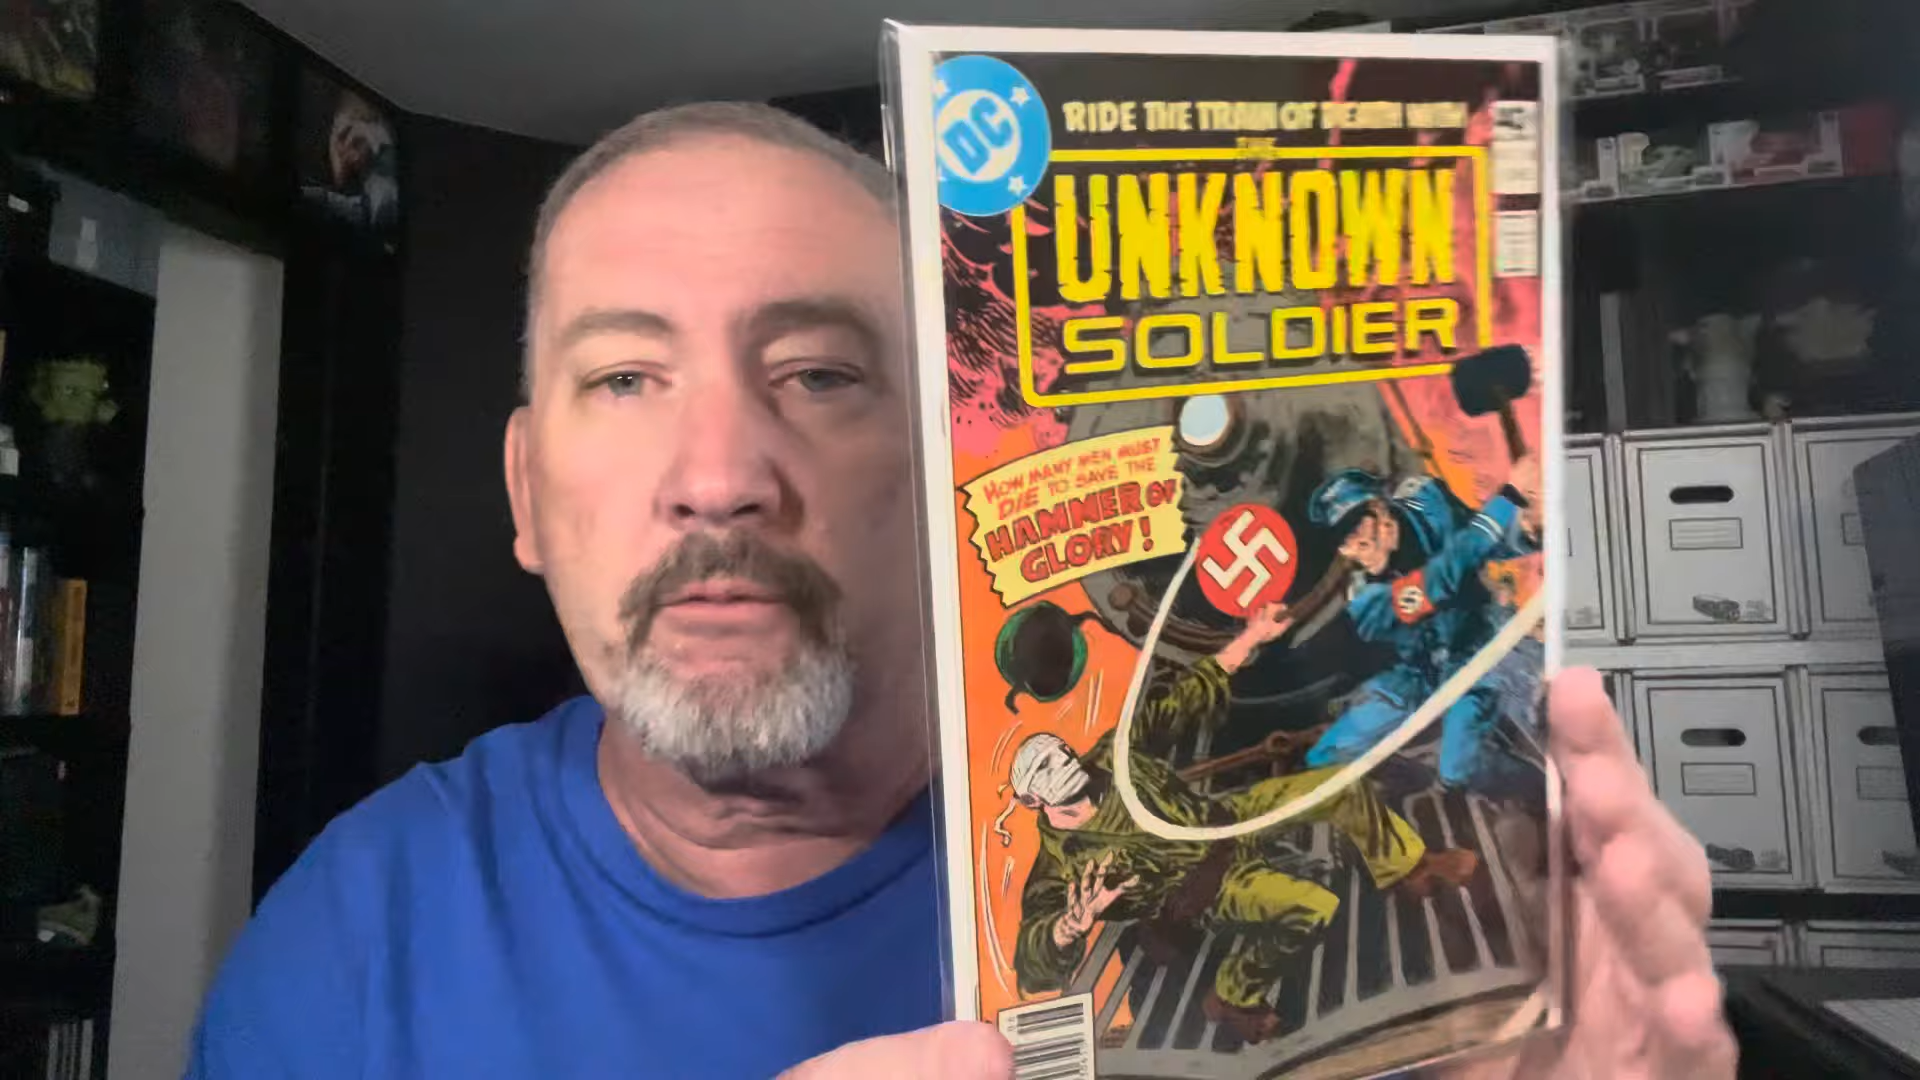 DC
RIDE THE TRAIN OF DEATH WITH
THE
UNKNOWN
SOLDIER
HOW MANY MEN MUST
DIE TO SAVE THE
HAMMER OF
GLORY!